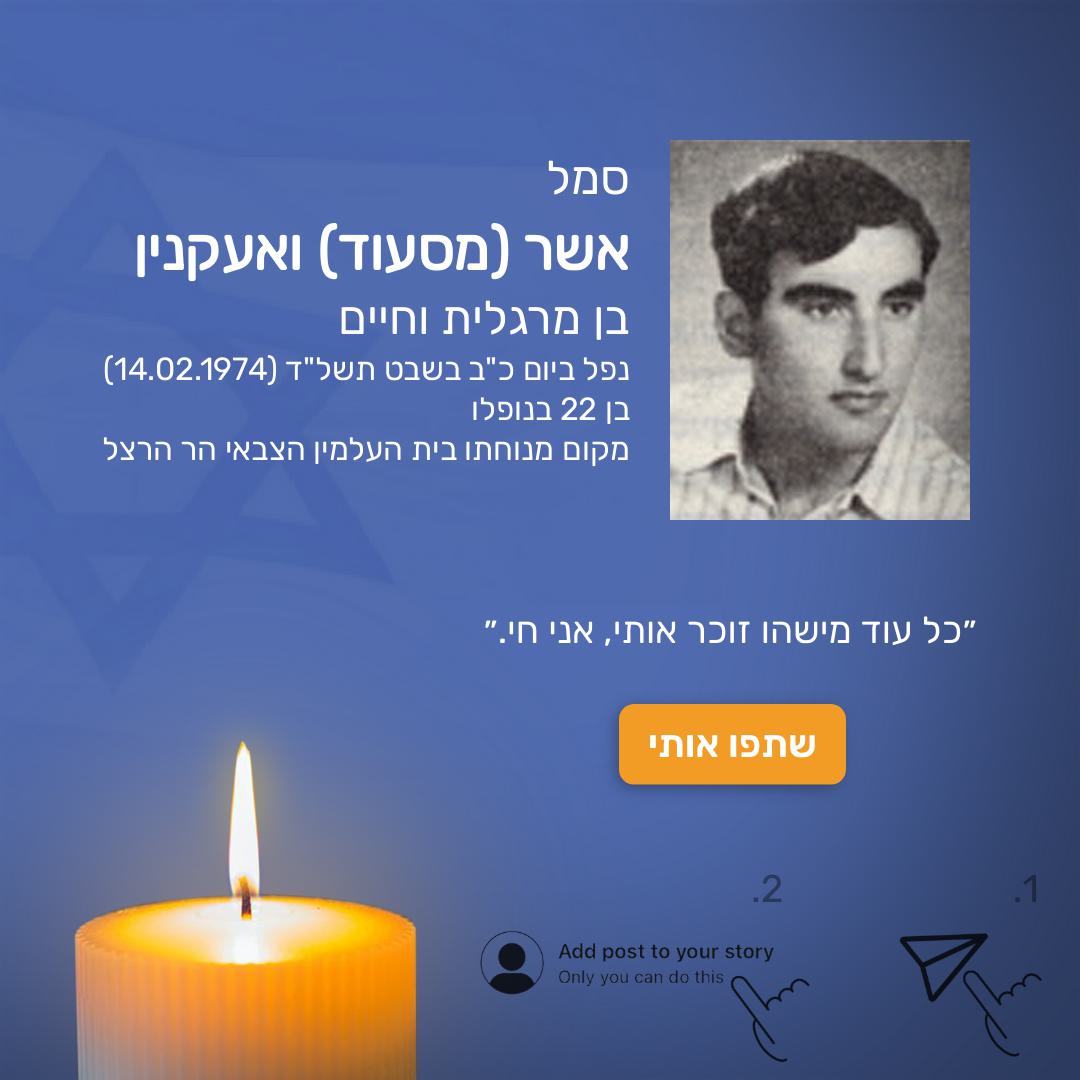 סמל
אשר (מסעוד) ואעקנין
בן מרגלית וחיים
נפל ביום כ"ב בשבט תשל"ד (14.02.1974)
בן 22 בנופלו
מקום מנוחתו בית העלמין הצבאי הר הרצל
״כל עוד מישהו זוכר אותי, אני חי.״
שתפו אותי
1.
2.
Add post to your story
Only you can do this